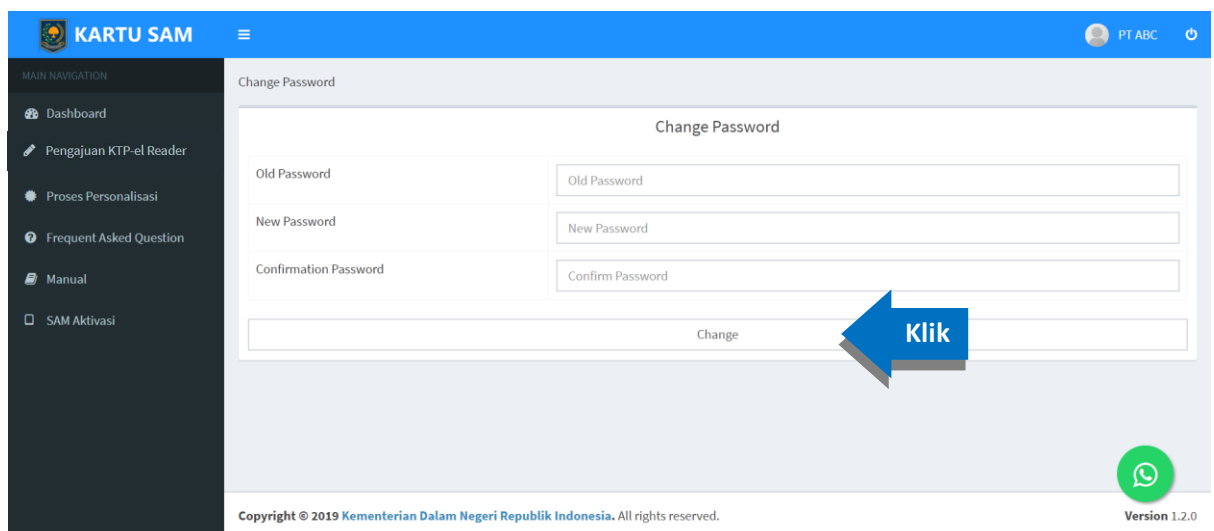 KARTU SAM
PT ABC
MAIN NAVIGATION
Dashboard
Pengajuan KTP-el Reader
Proses Personalisasi
Frequent Asked Question
Manual
SAM Aktivasi
Change Password
Change Password
Old Password
Old Password
New Password
New Password
Confirmation Password
Confirm Password
Change
Klik
Copyright © 2019 Kementerian Dalam Negeri Republik Indonesia. All rights reserved.
Version 1.2.0